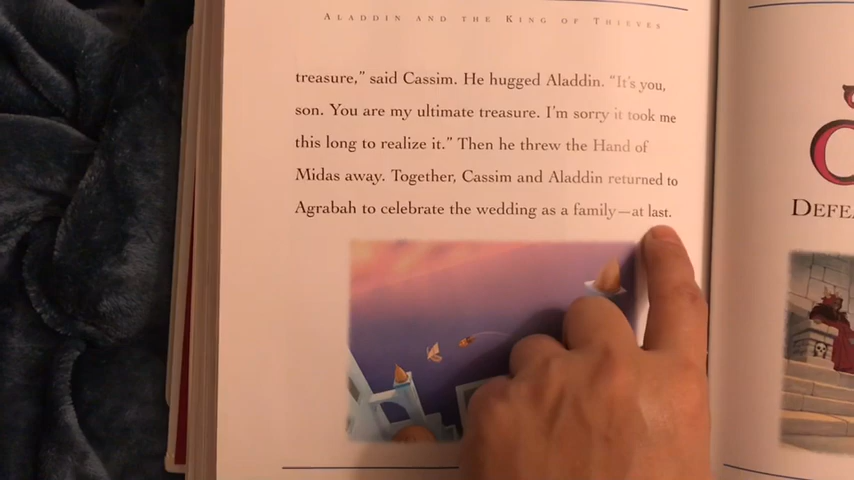 ALADDIN AND THE KING OF THIEVES
treasure,” said Cassim. He hugged Aladdin. “It’s you,
son. You are my ultimate treasure. I’m sorry it took me
this long to realize it.” Then he threw the Hand of
Midas away. Together, Cassim and Aladdin returned to
Agrabah to celebrate the wedding as a family—at last.